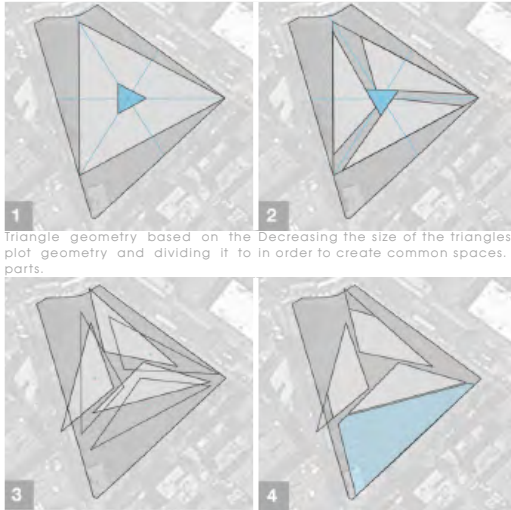 1
2
Triangle geometry based on the
plot geometry and dividing it to
parts.
Decreasing the size of the triangles
in order to create common spaces.
3
4